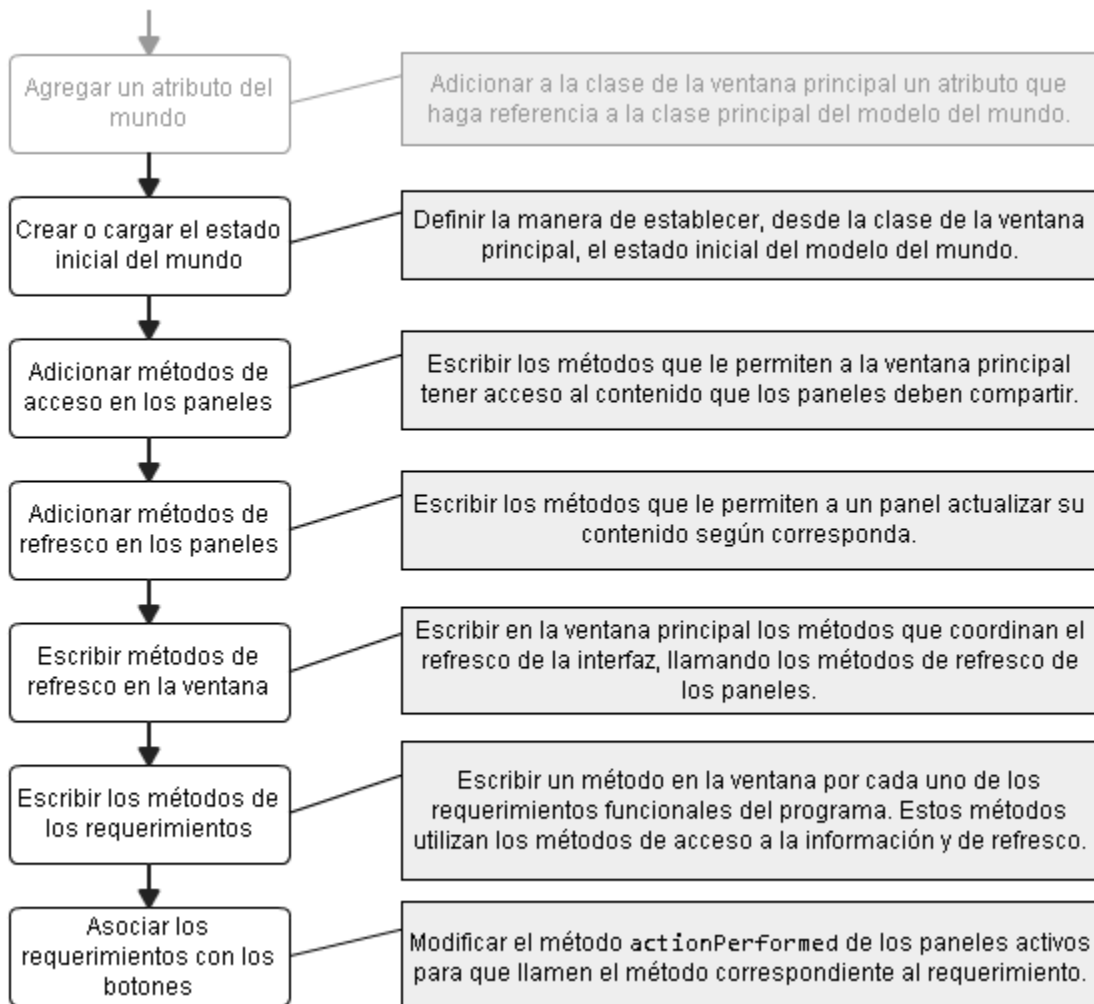 Agregar un atributo del
mundo
Adicionar a la clase de la ventana principal un atributo que
haga referencia a la clase principal del modelo del mundo.
Crear o cargar el estado
inicial del mundo
Definir la manera de establecer, desde la clase de la ventana
principal, el estado inicial del modelo del mundo.
Adicionar métodos de
acceso en los paneles
Escribir los métodos que le permiten a la ventana principal
tener acceso al contenido que los paneles deben compartir.
Adicionar métodos de
refresco en los paneles
Escribir los métodos que le permiten a un panel actualizar su
contenido según corresponda.
Escribir métodos de
refresco en la ventana
Escribir en la ventana principal los métodos que coordinan el
refresco de la interfaz, llamando los métodos de refresco de
los paneles.
Escribir los métodos de
los requerimientos
Escribir un método en la ventana por cada uno de los
requerimientos funcionales del programa. Estos métodos
utilizan los métodos de acceso a la información y de refresco.
Asociar los
requerimientos con los
botones
Modificar el método actionPerformed de los paneles activos
para que llamen el método correspondiente al requerimiento.